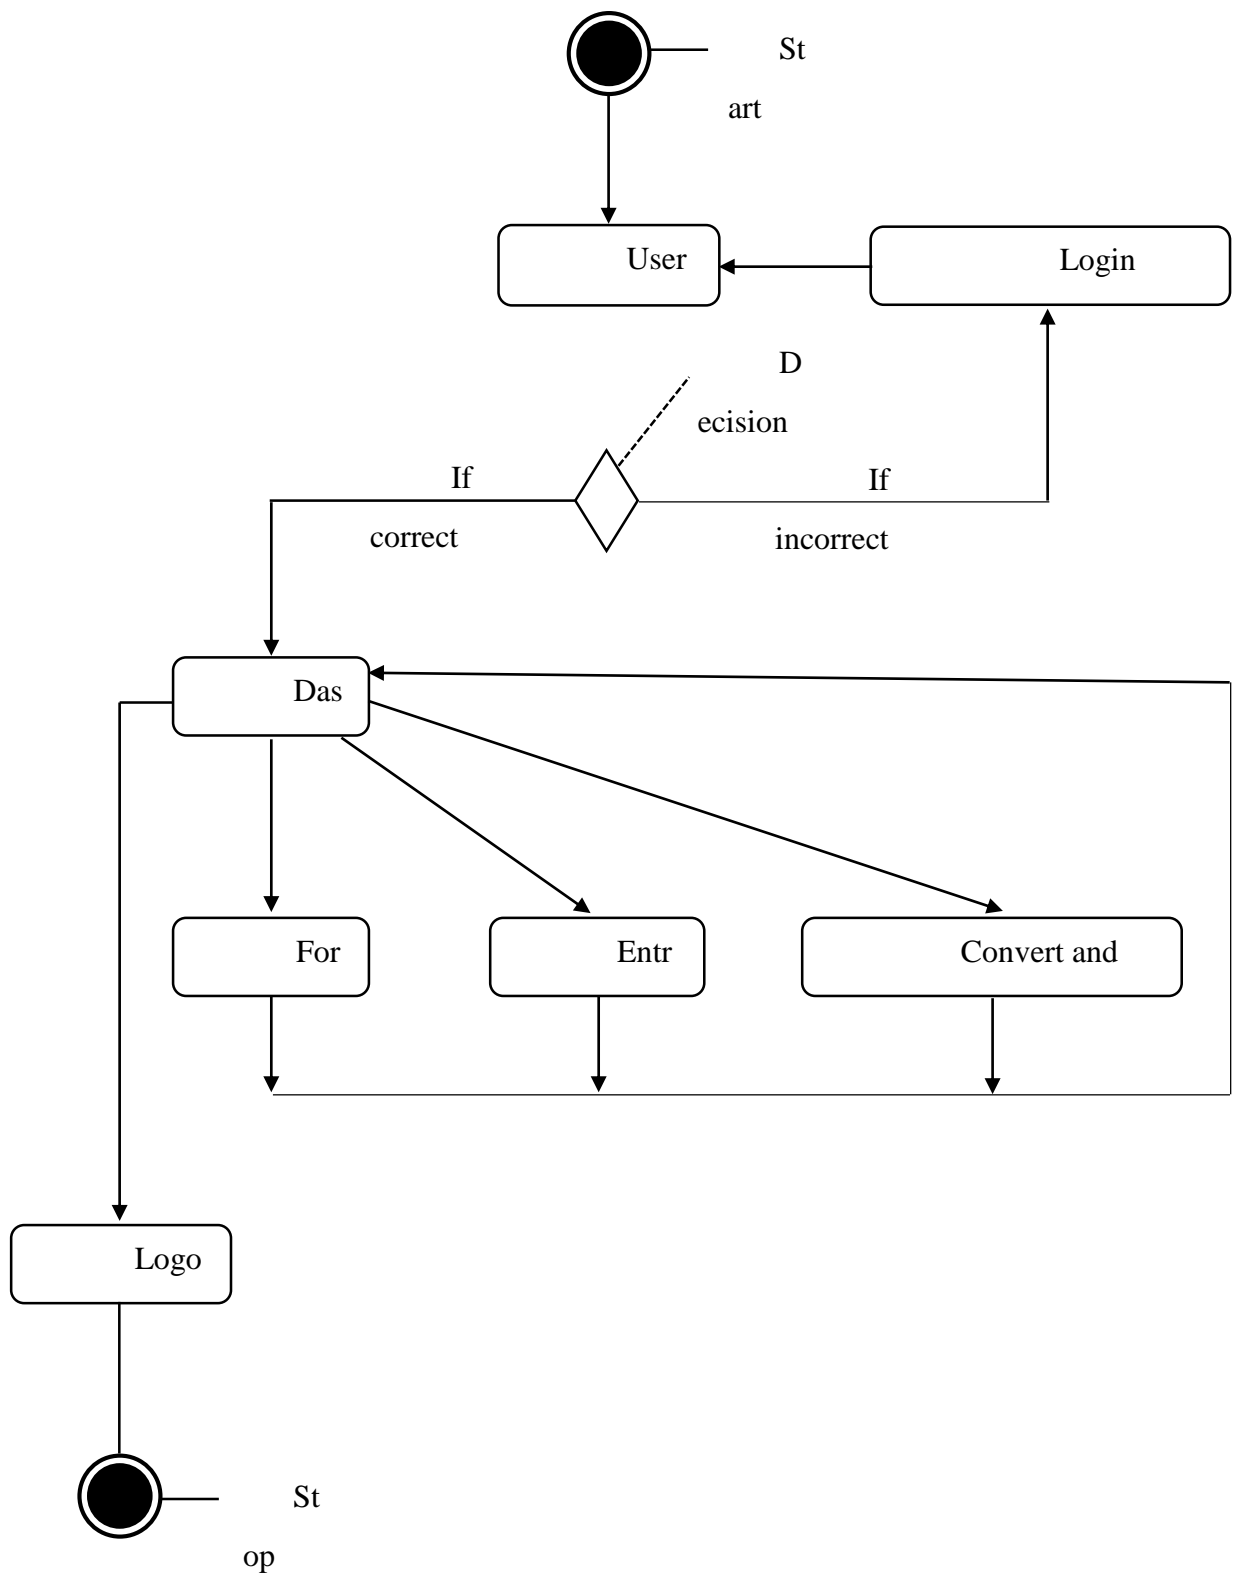 St
art
User
Login
D
ecision
If
If
correct
incorrect
Das
For
Entr
Convert and
Logo
St
op